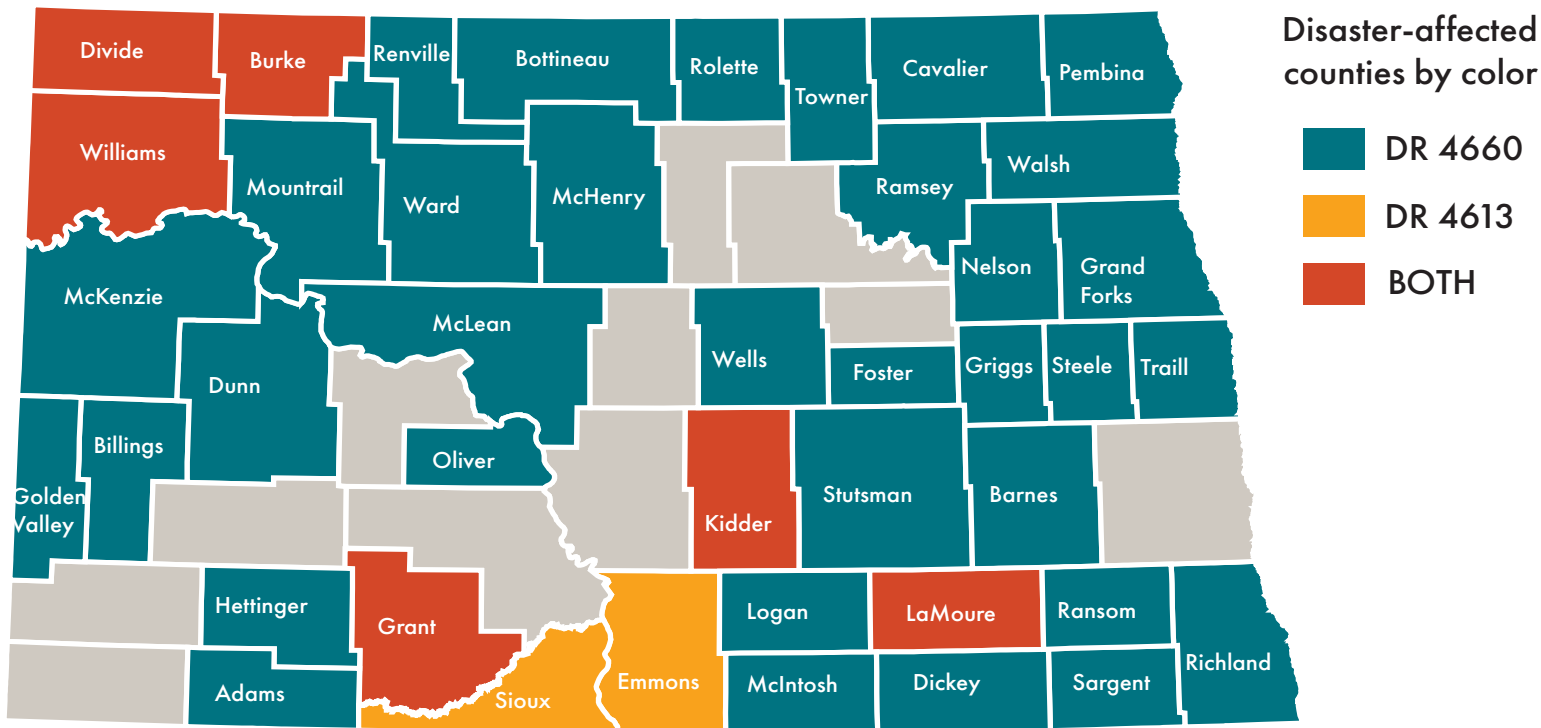 Disaster-affected
counties by color
DR 4660
DR 4613
BOTH
Divide
Burke
Renville
Bottineau
Rolette
Towner
Cavalier
Pembina
Williams
Mountrail
Ward
McHenry
Ramsey
Walsh
McKenzie
McLean
Nelson
Grand
Forks
Dunn
Wells
Foster
Griggs
Steele
Traill
Billings
Oliver
Golden
Valley
Kidder
Stutsman
Barnes
Hettinger
Grant
Logan
LaMoure
Ransom
Adams
Sioux
Emmons
McIntosh
Dickey
Sargent
Richland